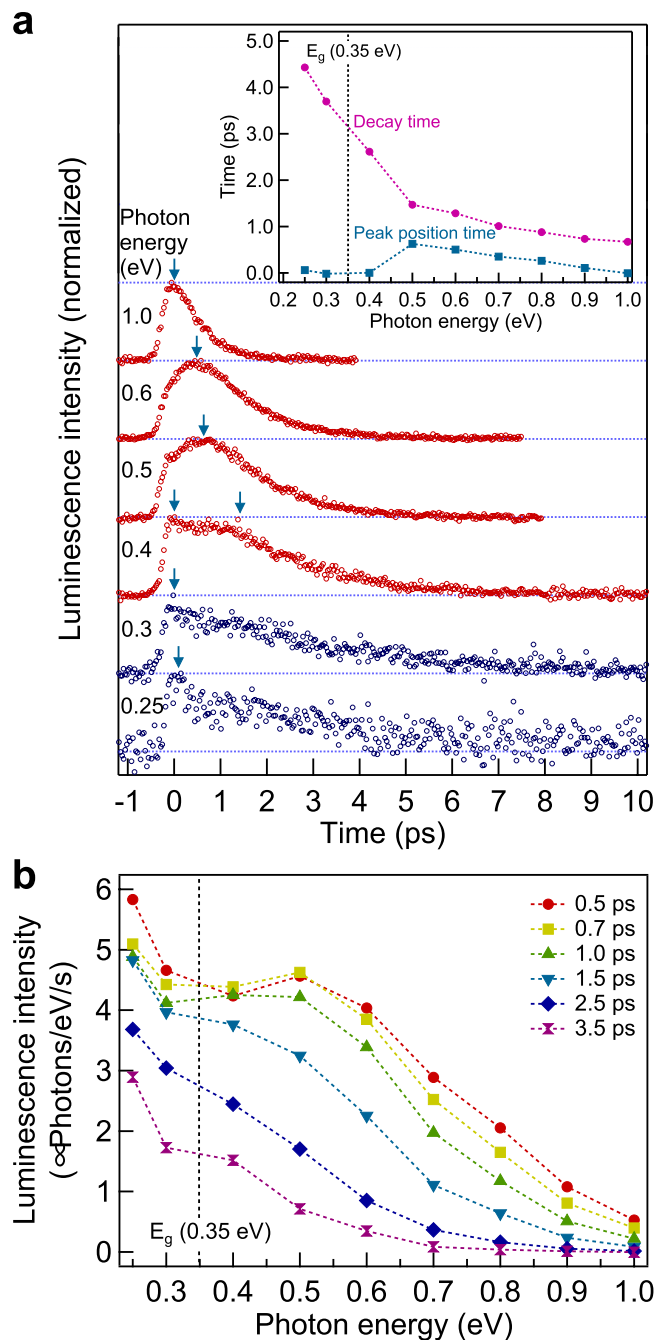 a
Luminescence intensity (normalized)
Photon
energy
(eV)
1.0
0.6
0.5
0.4
0.3
0.25
-1 0 1 2 3 4 5 6 7 8 9 10
Time (ps)
5.0
4.0
3.0
2.0
1.0
0.0
Time (ps)
Eg (0.35 eV)
Decay time
Peak position time
0.2 0.3 0.4 0.5 0.6 0.7 0.8 0.9 1.0
Photon energy (eV)
b
Luminescence intensity
(∝Photons/eV/s)
6
5
4
3
2
1
0
0.5 ps
0.7 ps
1.0 ps
1.5 ps
2.5 ps
3.5 ps
Eg (0.35 eV)
0.3 0.4 0.5 0.6 0.7 0.8 0.9 1.0
Photon energy (eV)